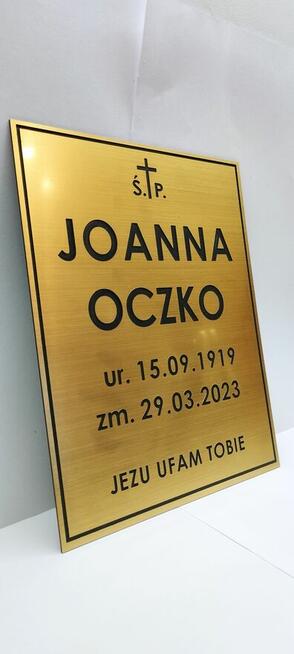 Ś.P.
JOANNA
OCZKO
ur. 15.09.1919
zm. 29.03.2023
JEZU UFAM TOBIE